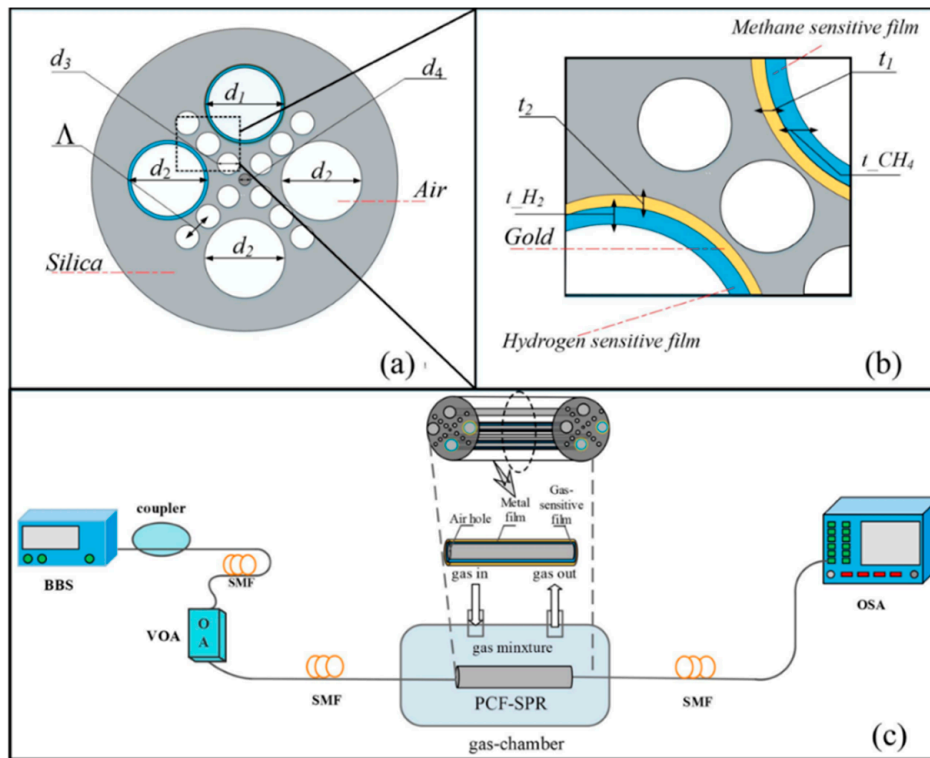 d3
d1
d4
Λ
d2
d2
Air
d2
Silica
(a)
Methane sensitive film
t1
t2
t_CH4
t_H2
Gold
Hydrogen sensitive film
(b)
coupler
BBS
SMF
VOA
O
A
SMF
Air hole
Metal
film
Gas-
sensitive
film
gas in
gas out
gas minxture
PCF-SPR
gas-chamber
SMF
OSA
(c)